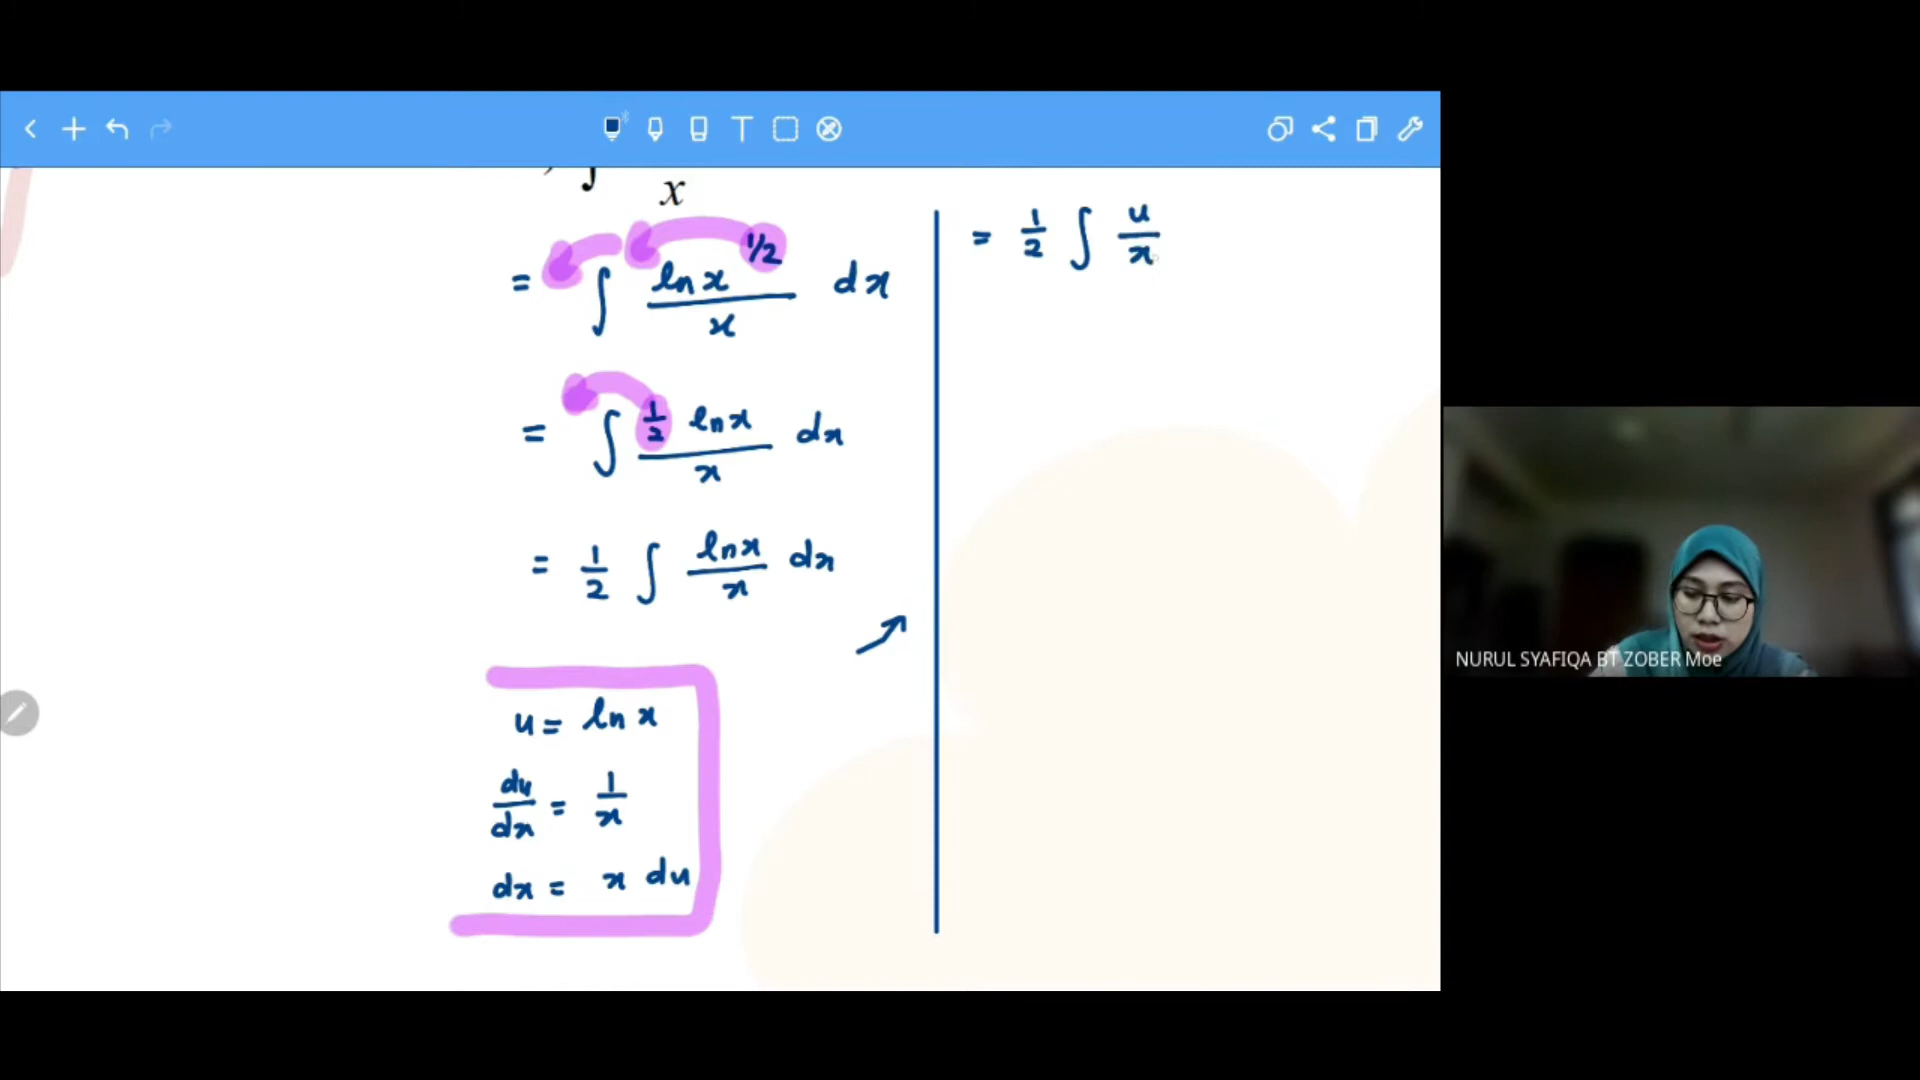 x
= ∫ ln x^1/2 / x dx
= ∫ 1/2 ln x / x dx
= 1/2 ∫ ln x / x dx
u = ln x
du/dx = 1/x
dx = x du
= 1/2 ∫ u/x
T
NURUL SYAFIQA BT ZOBER Moe